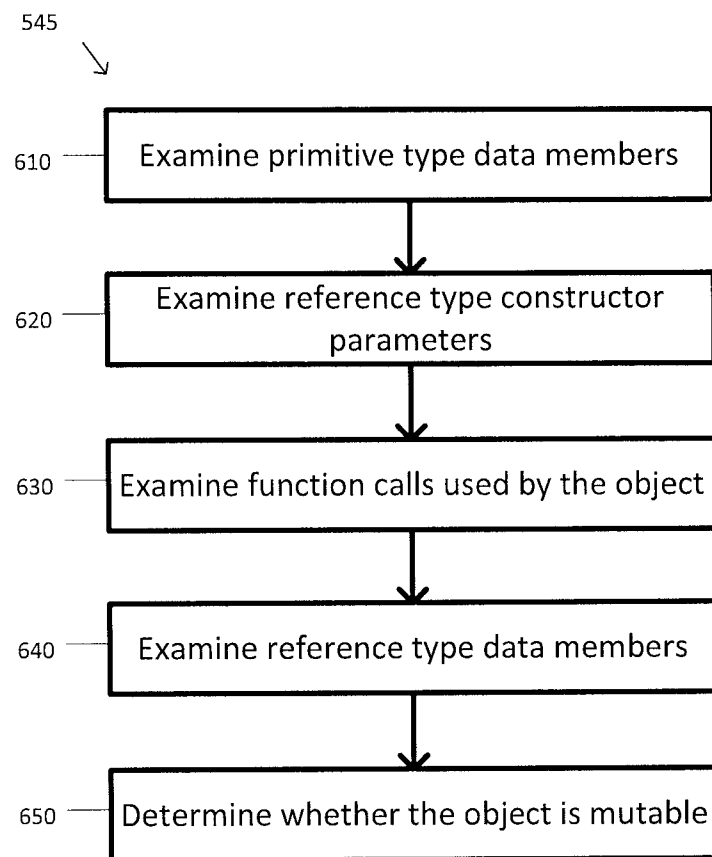 545
610
Examine primitive type data members
620
Examine reference type constructor
parameters
630
Examine function calls used by the object
640
Examine reference type data members
650
Determine whether the object is mutable